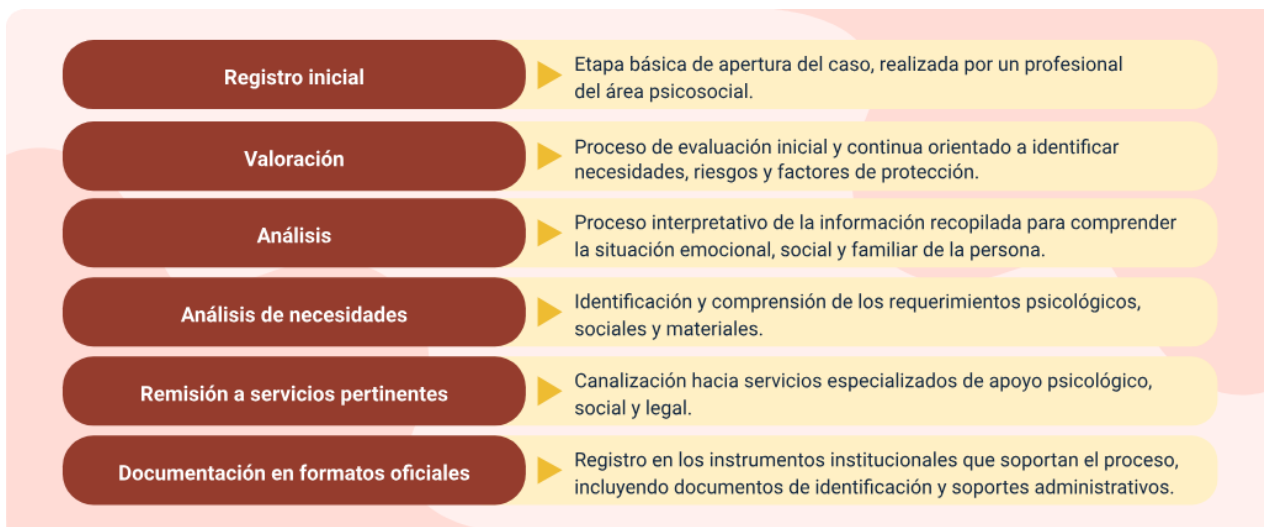 Registro inicial
Etapa básica de apertura del caso, realizada por un profesional
del área psicosocial.
Valoración
Proceso de evaluación inicial y continua orientado a identificar
necesidades, riesgos y factores de protección.
Análisis
Proceso interpretativo de la información recopilada para comprender
la situación emocional, social y familiar de la persona.
Análisis de necesidades
Identificación y comprensión de los requerimientos psicológicos,
sociales y materiales.
Remisión a servicios pertinentes
Canalización hacia servicios especializados de apoyo psicológico,
social y legal.
Documentación en formatos oficiales
Registro en los instrumentos institucionales que soportan el proceso,
incluyendo documentos de identificación y soportes administrativos.